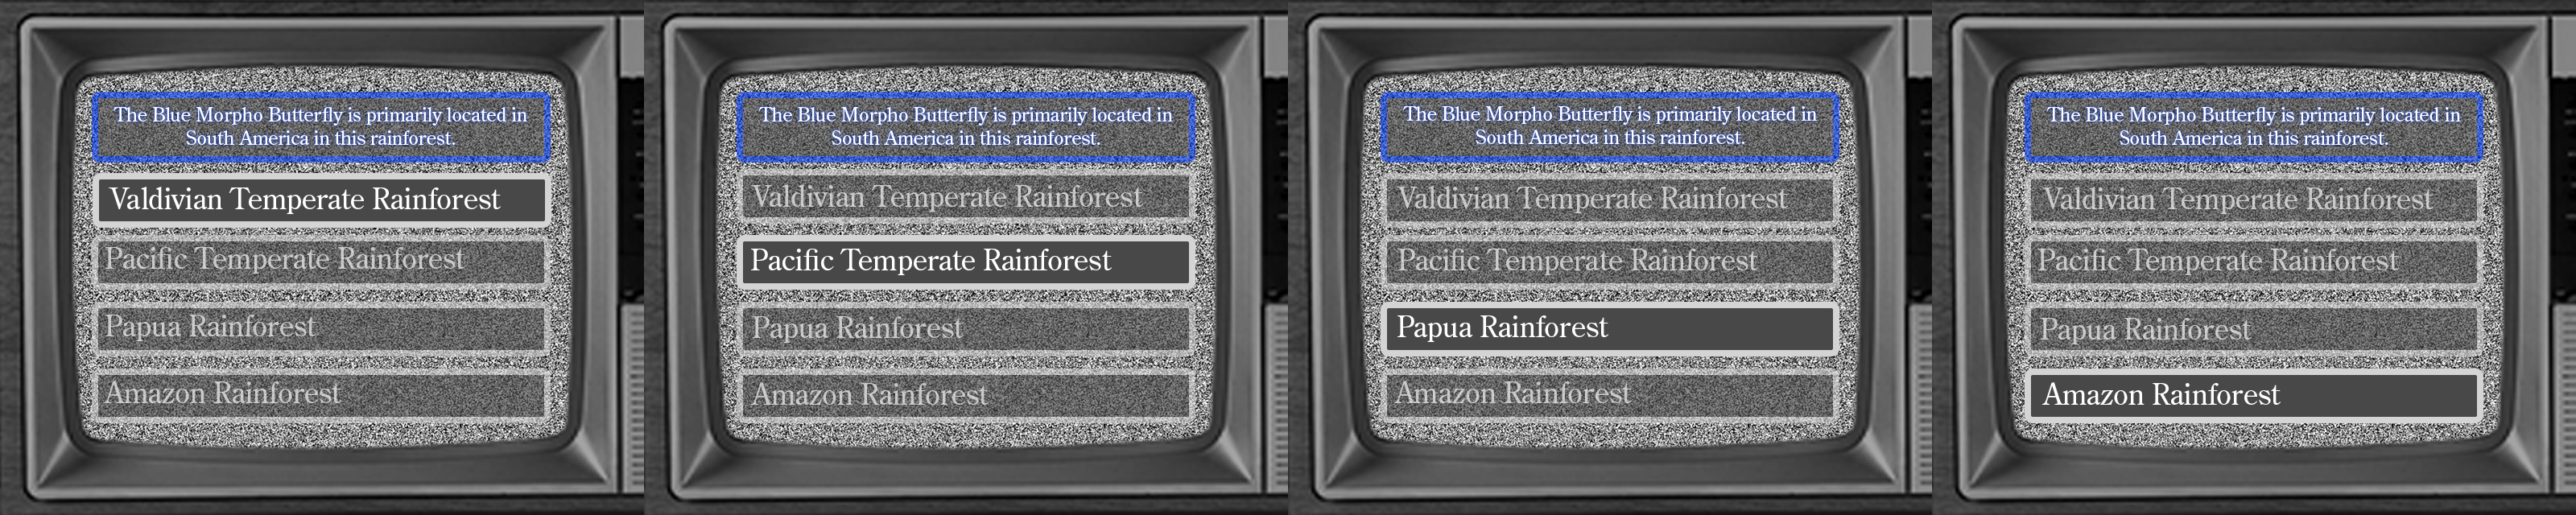 The Blue Morpho Butterfly is primarily located in
South America in this rainforest.
Valdivian Temperate Rainforest
Pacific Temperate Rainforest
Papua Rainforest
Amazon Rainforest
The Blue Morpho Butterfly is primarily located in
South America in this rainforest.
Valdivian Temperate Rainforest
Pacific Temperate Rainforest
Papua Rainforest
Amazon Rainforest
The Blue Morpho Butterfly is primarily located in
South America in this rainforest.
Valdivian Temperate Rainforest
Pacific Temperate Rainforest
Papua Rainforest
Amazon Rainforest
The Blue Morpho Butterfly is primarily located in
South America in this rainforest.
Valdivian Temperate Rainforest
Pacific Temperate Rainforest
Papua Rainforest
Amazon Rainforest